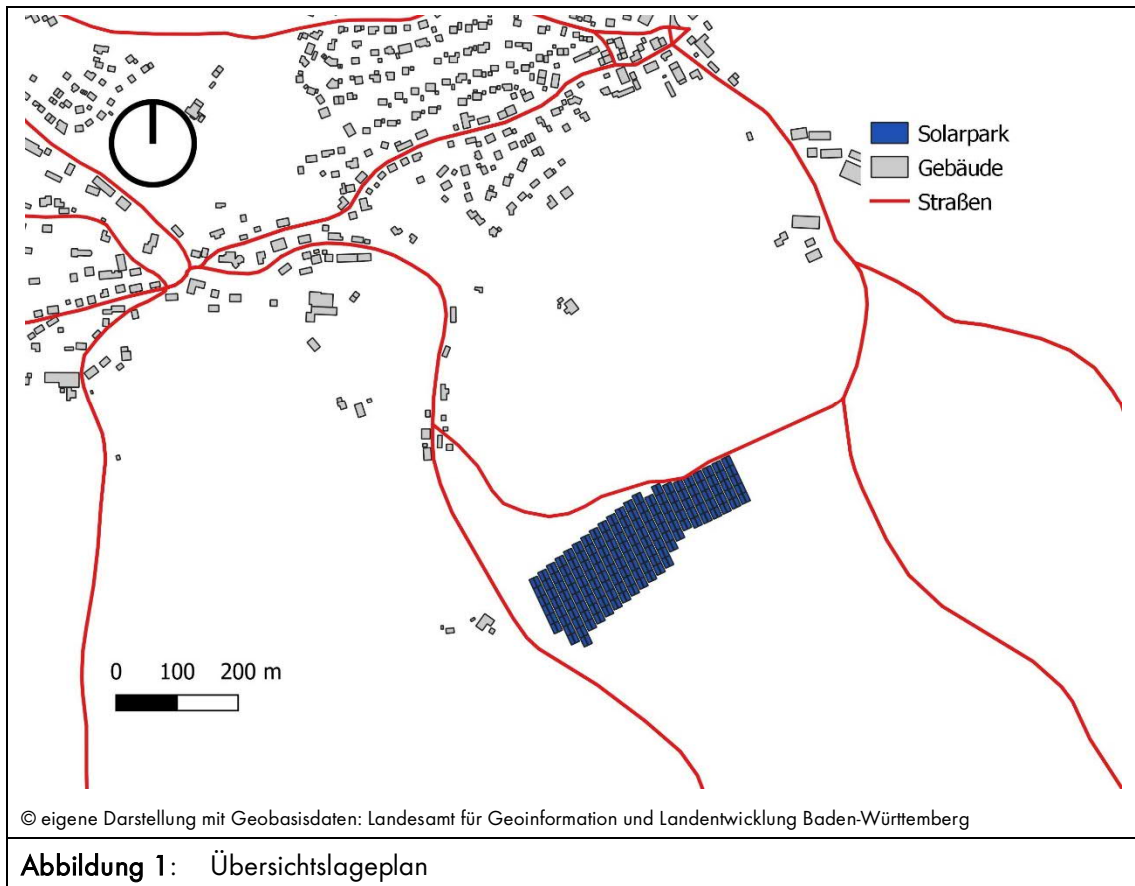 Solarpark
Gebäude
Straßen
0 100 200 m
© eigene Darstellung mit Geobasisdaten: Landesamt für Geoinformation und Landentwicklung Baden-Württemberg
Abbildung 1: Übersichtslageplan